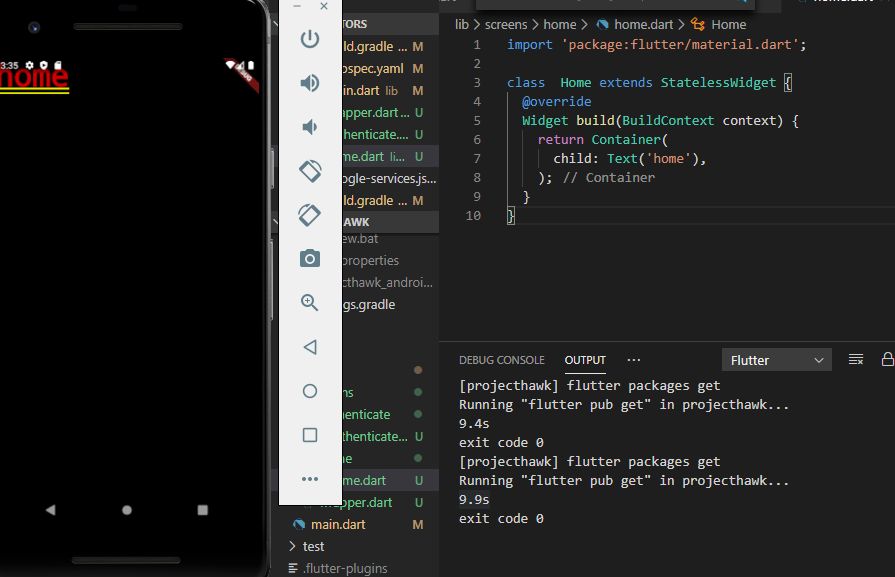 3:35
home
DEBUG
TORS
ld.gradle ... M
ospec.yaml M
in.dart lib M
apper.dart ... U
henticate.... U
me.dart li... U
ogle-services.js...
ld.gradle ... M
AWK
ew.bat
properties
cthawk_androi...
gs.gradle
ns
enticate
thenticate... U
me
me.dart U
wrapper.dart U
main.dart M
> test
.flutter-plugins
lib > screens > home > home.dart > Home
1 import 'package:flutter/material.dart';
2
3 class Home extends StatelessWidget {
4 @override
5 Widget build(BuildContext context) {
6 return Container(
7 child: Text('home'),
8 ); // Container
9 }
10 }
DEBUG CONSOLE OUTPUT ... Flutter
[projecthawk] flutter packages get
Running "flutter pub get" in projecthawk...
9.4s
exit code 0
[projecthawk] flutter packages get
Running "flutter pub get" in projecthawk...
9.9s
exit code 0